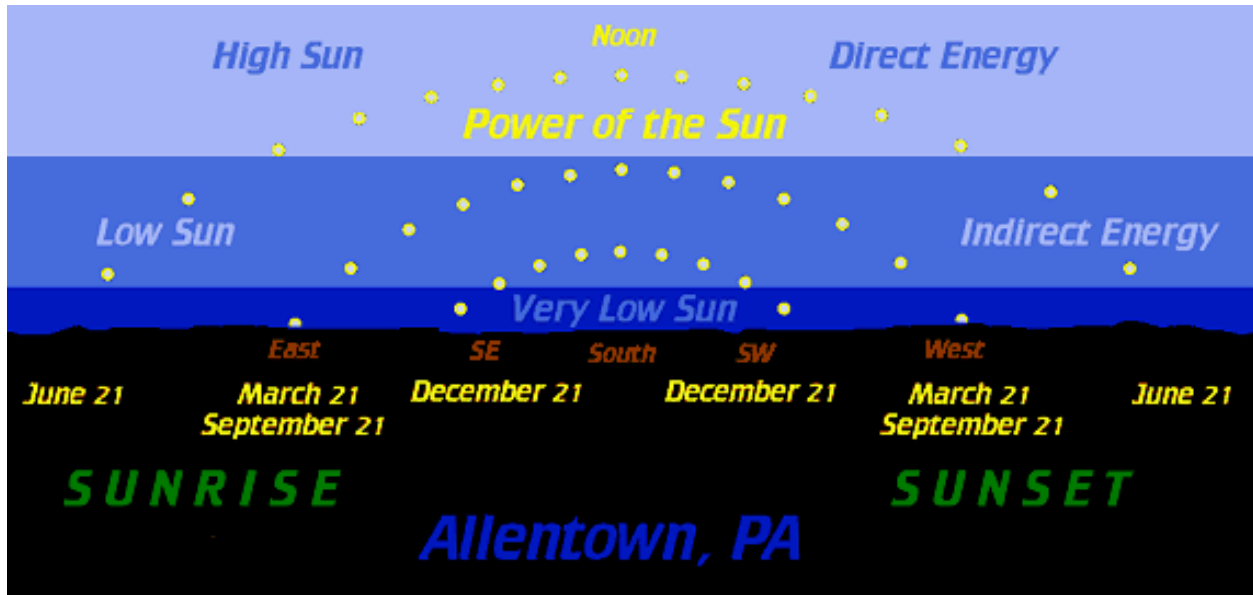 Noon
High Sun
Direct Energy
Power of the Sun
Low Sun
Indirect Energy
Very Low Sun
East SE South SW West
June 21 March 21 December 21 December 21 March 21 June 21
September 21 September 21
SUNRISE SUNSET
Allentown, PA